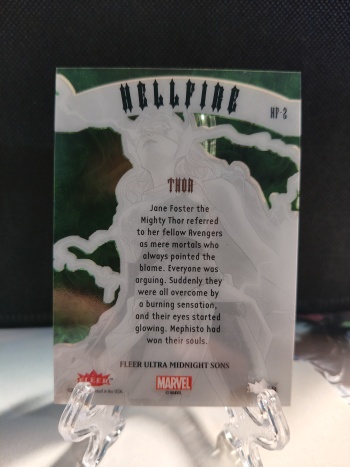 HELLFIRE
HF-2
THOR
Jane Foster the
Mighty Thor referred
to her fellow Avengers
as mere mortals who
always pointed the
blame. Everyone was
arguing. Suddenly they
were all overcome by
a burning sensation,
and their eyes started
glowing. Mephisto had
won their souls.
FLEER ULTRA MIDNIGHT SONS
FLEER
MARVEL